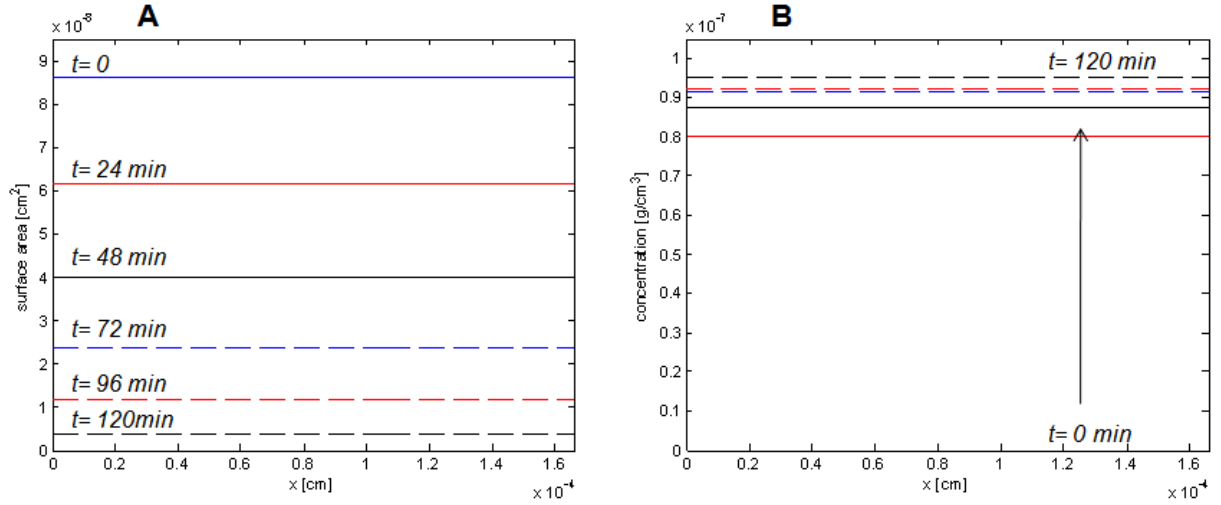 A
x 10-8
9
8
7
6
5
4
3
2
1
0
surface area [cm2]
t= 0
t= 24 min
t= 48 min
t= 72 min
t= 96 min
t= 120min
0 0.2 0.4 0.6 0.8 1 1.2 1.4 1.6
x [cm]
x 10-4
B
x 10-7
1
0.9
0.8
0.7
0.6
0.5
0.4
0.3
0.2
0.1
0
concentration [g/cm3]
t= 120 min
t= 0 min
0 0.2 0.4 0.6 0.8 1 1.2 1.4 1.6
x [cm]
x 10-4